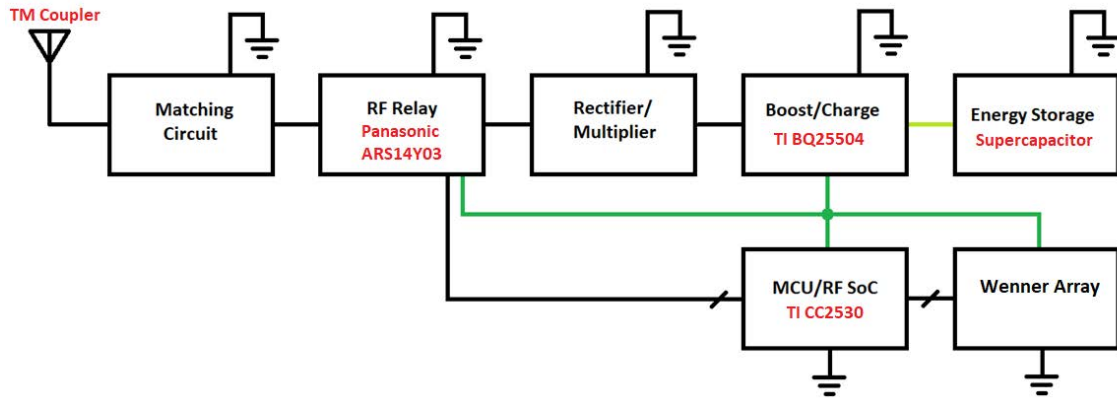 TM Coupler
Matching
Circuit
RF Relay
Panasonic
ARS14Y03
Rectifier/
Multiplier
Boost/Charge
TI BQ25504
Energy Storage
Supercapacitor
MCU/RF SoC
TI CC2530
Wenner Array